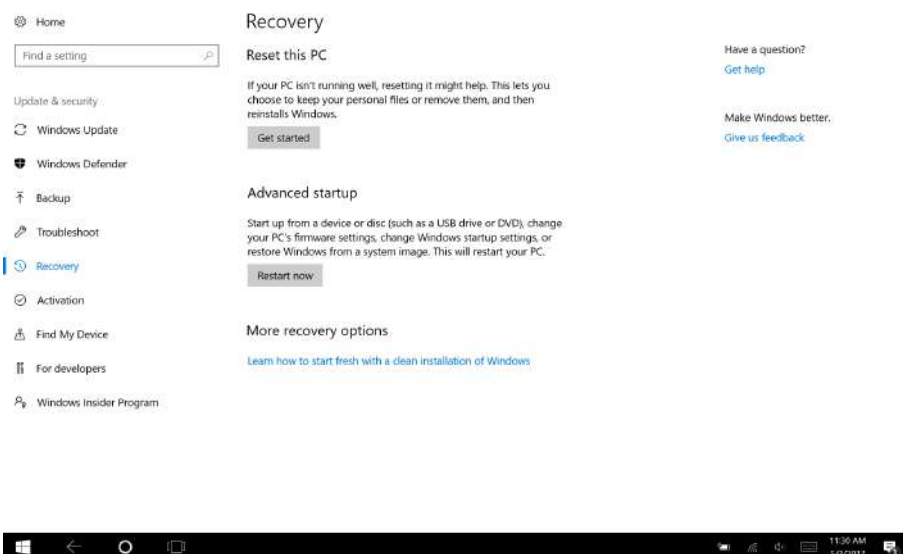 Home
Find a setting
Update & security
Windows Update
Windows Defender
Backup
Troubleshoot
Recovery
Activation
Find My Device
For developers
Windows Insider Program
Recovery
Reset this PC
If your PC isn't running well, resetting it might help. This lets you
choose to keep your personal files or remove them, and then
reinstalls Windows.
Get started
Advanced startup
Start up from a device or disc (such as a USB drive or DVD), change
your PC's firmware settings, change Windows startup settings, or
restore Windows from a system image. This will restart your PC.
Restart now
More recovery options
Learn how to start fresh with a clean installation of Windows
Have a question?
Get help
Make Windows better.
Give us feedback
11:30 AM